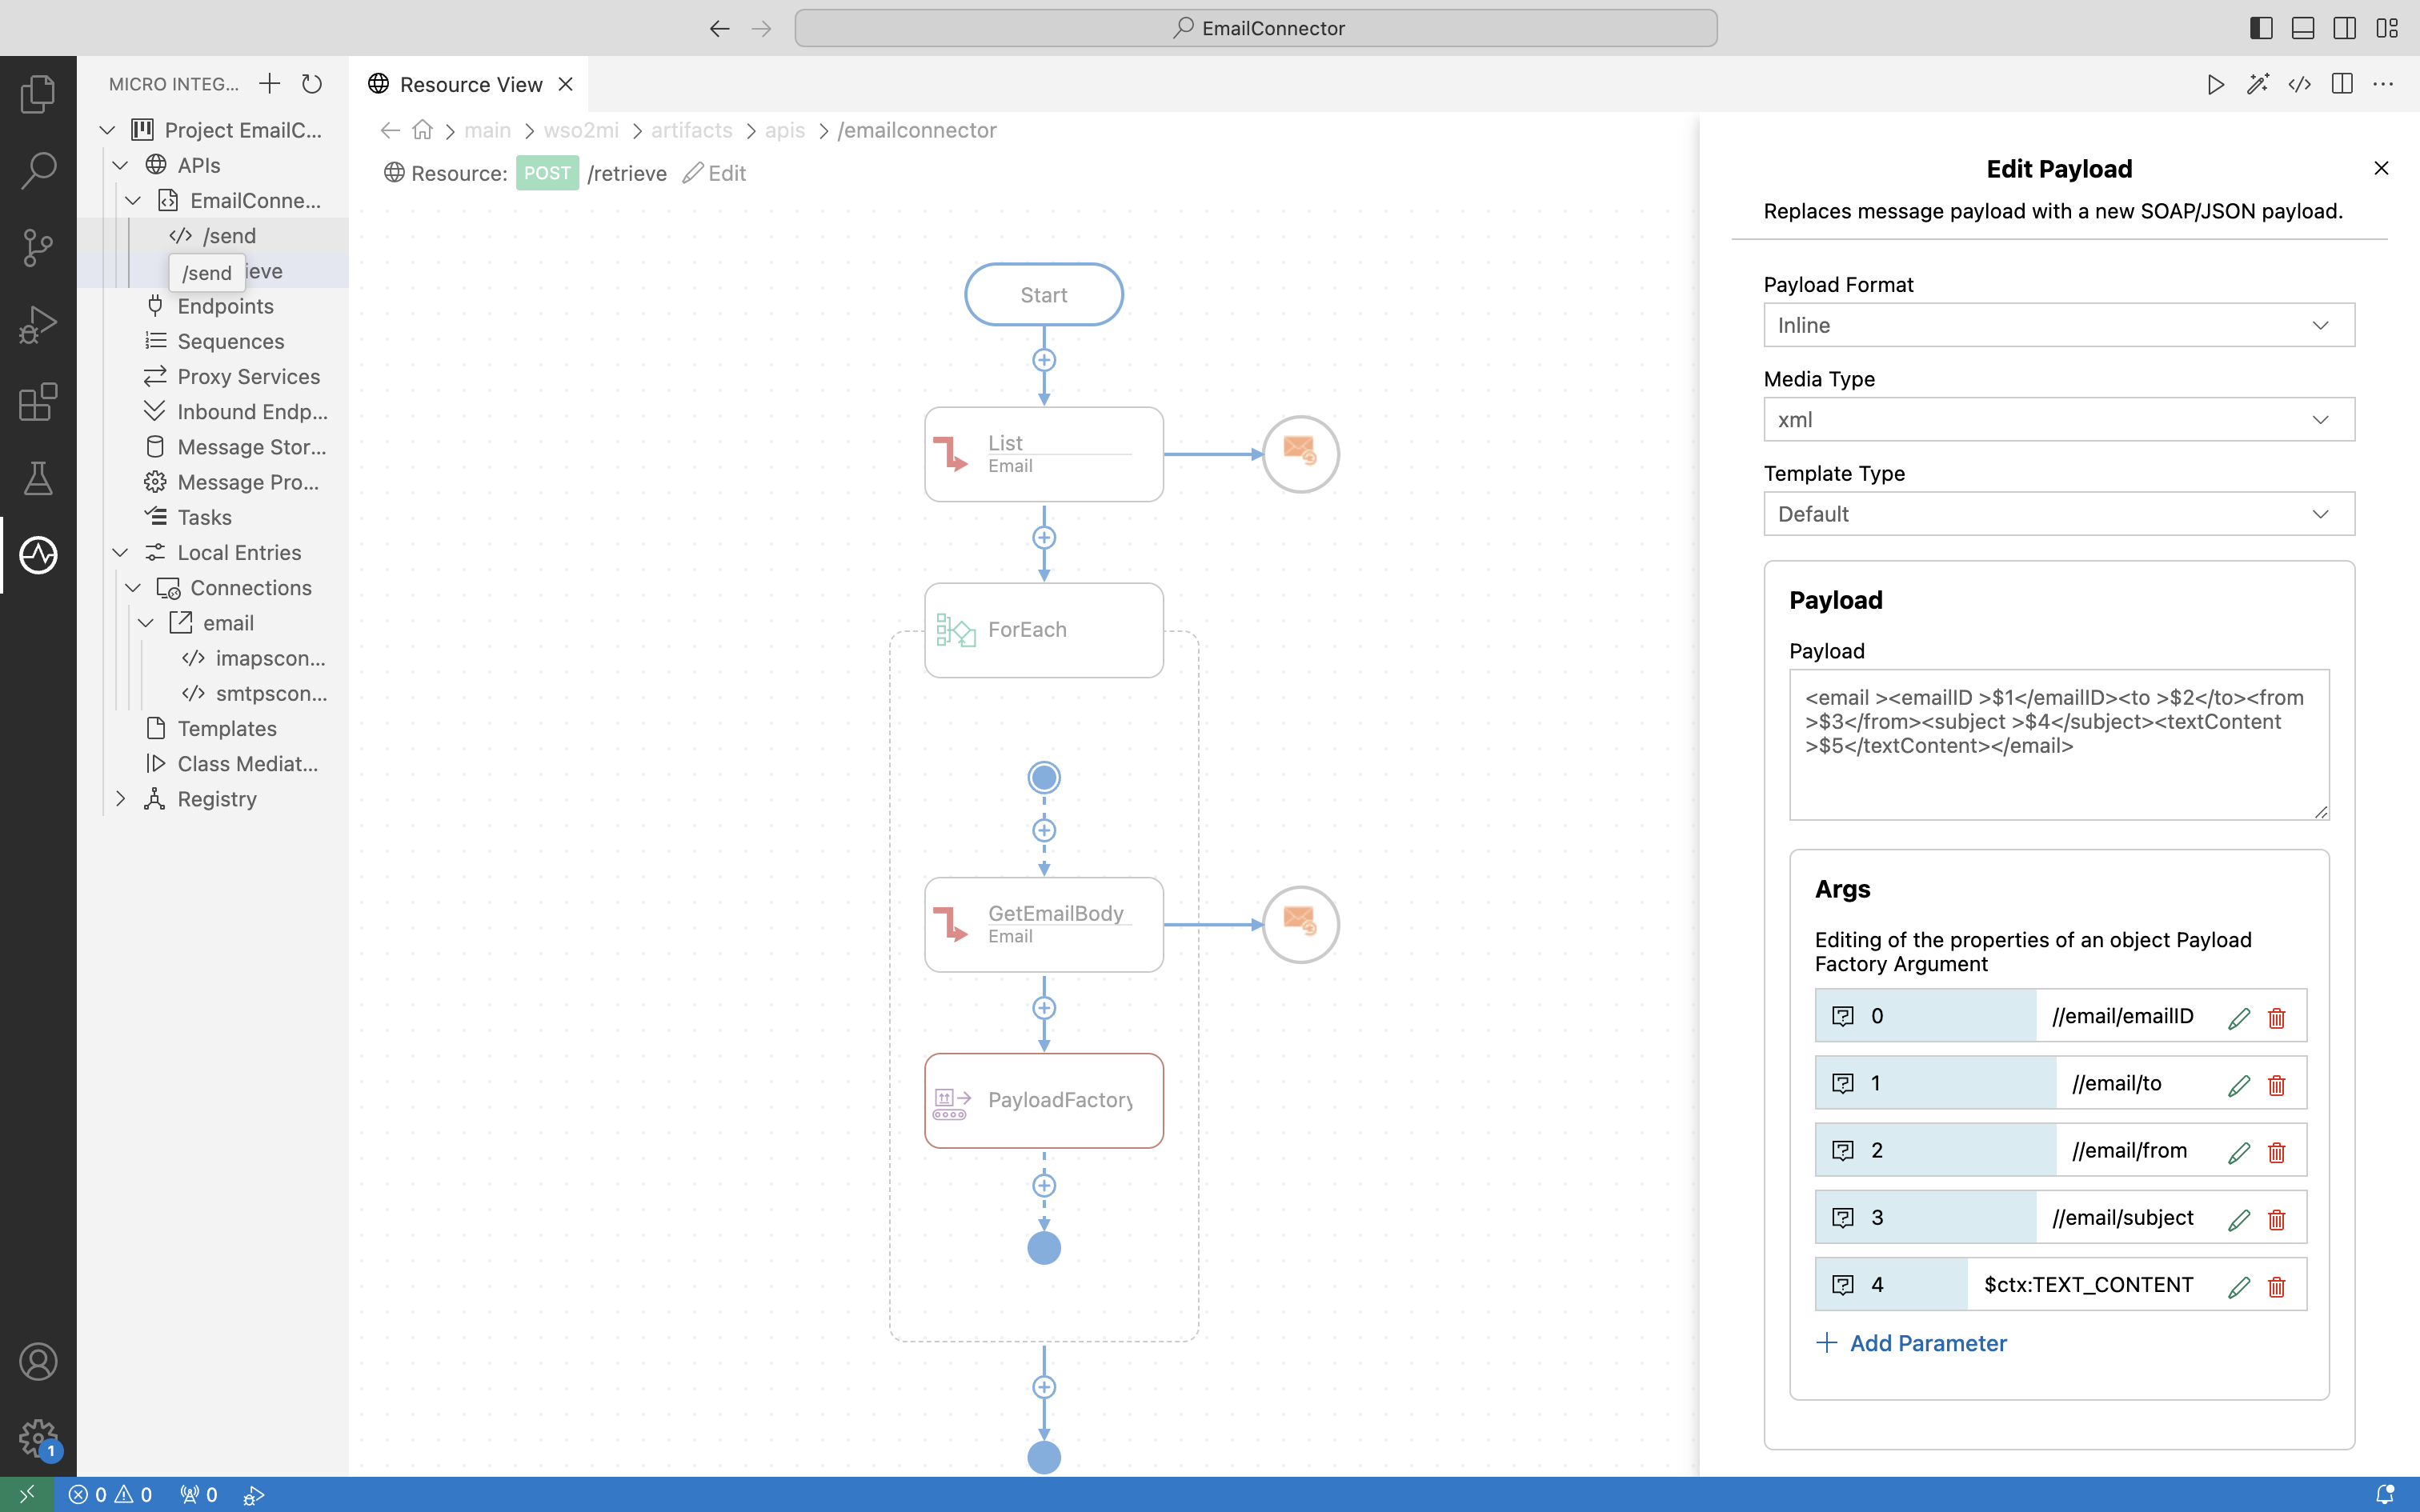 EmailConnector
MICRO INTEG...
Resource View
Project EmailC...
APIs
EmailConne...
/send
/send
ieve
Endpoints
Sequences
Proxy Services
Inbound Endp...
Message Stor...
Message Pro...
Tasks
Local Entries
Connections
email
imapscon...
smtpscon...
Templates
Class Mediat...
Registry
main > wso2mi > artifacts > apis > /emailconnector
Resource: POST /retrieve Edit
Start
List
Email
ForEach
GetEmailBody
Email
PayloadFactory
Edit Payload
Replaces message payload with a new SOAP/JSON payload.
Payload Format
Inline
Media Type
xml
Template Type
Default
Payload
Payload
<email ><emailID >$1</emailID><to >$2</to><from
>$3</from><subject >$4</subject><textContent
>$5</textContent></email>
Args
Editing of the properties of an object Payload
Factory Argument
0 //email/emailID
1 //email/to
2 //email/from
3 //email/subject
4 $ctx:TEXT_CONTENT
Add Parameter
1
0 0 0